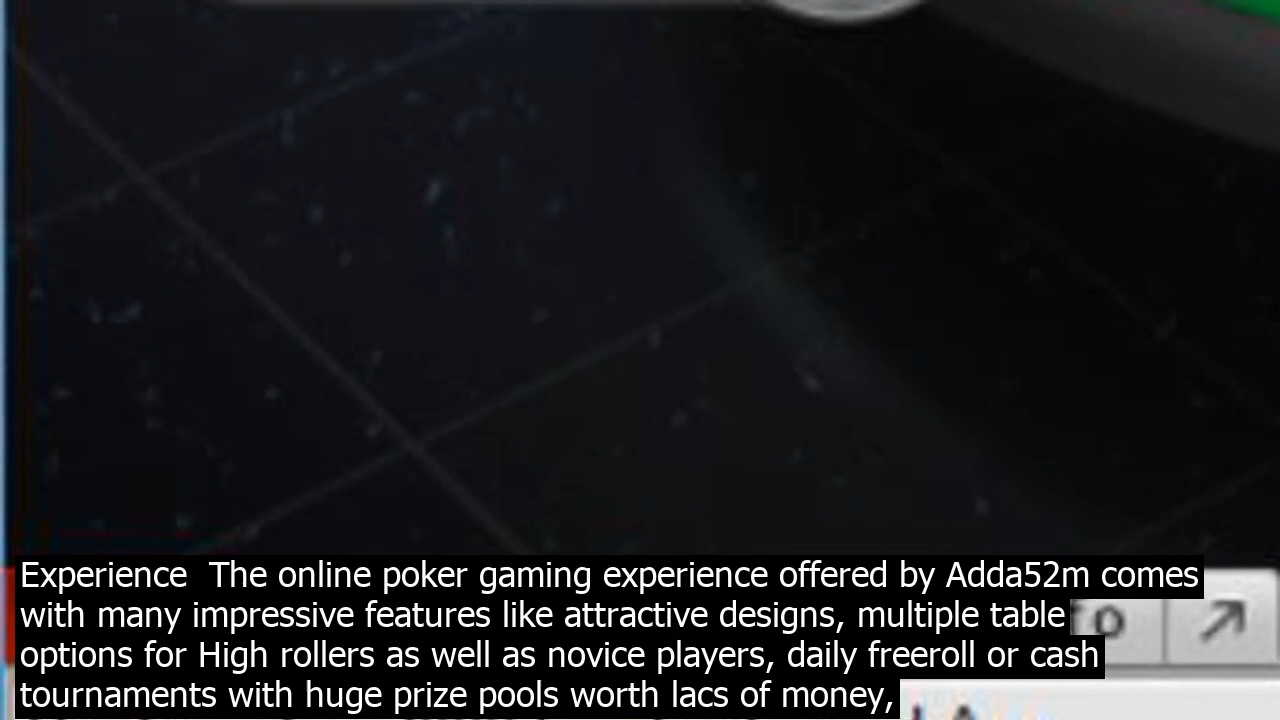 Experience  The online poker gaming experience offered by Adda52m comes
with many impressive features like attractive designs, multiple table
options for High rollers as well as novice players, daily freeroll or cash
tournaments with huge prize pools worth lacs of money,